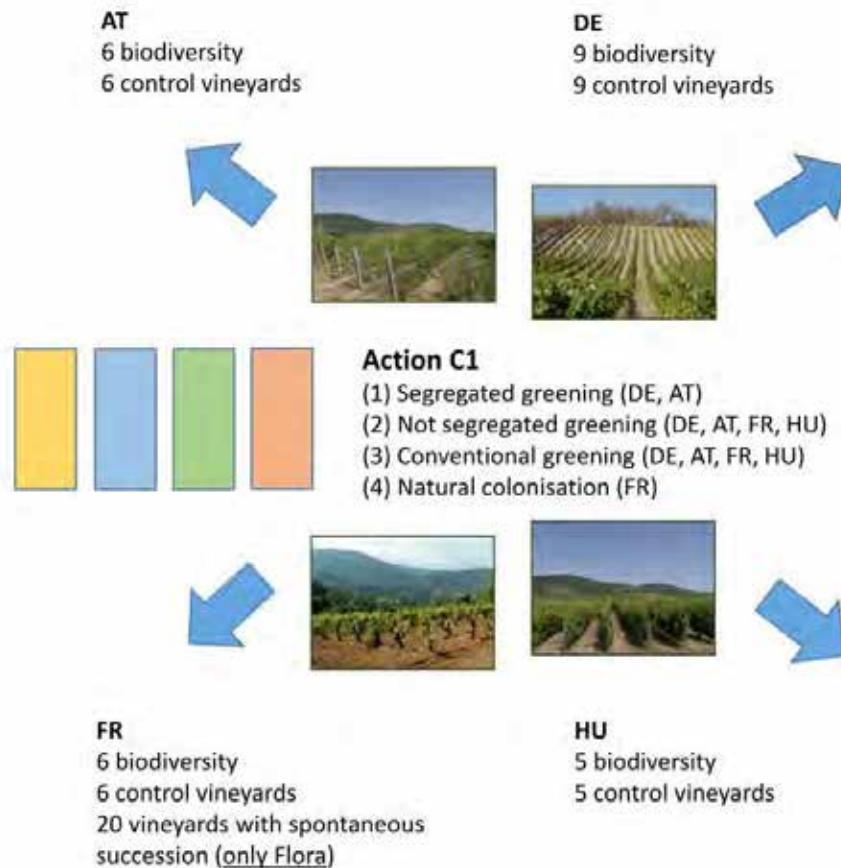 AT
6 biodiversity
6 control vineyards
DE
9 biodiversity
9 control vineyards
Action C1
(1) Segregated greening (DE, AT)
(2) Not segregated greening (DE, AT, FR, HU)
(3) Conventional greening (DE, AT, FR, HU)
(4) Natural colonisation (FR)
FR
6 biodiversity
6 control vineyards
20 vineyards with spontaneous
succession (only Flora)
HU
5 biodiversity
5 control vineyards